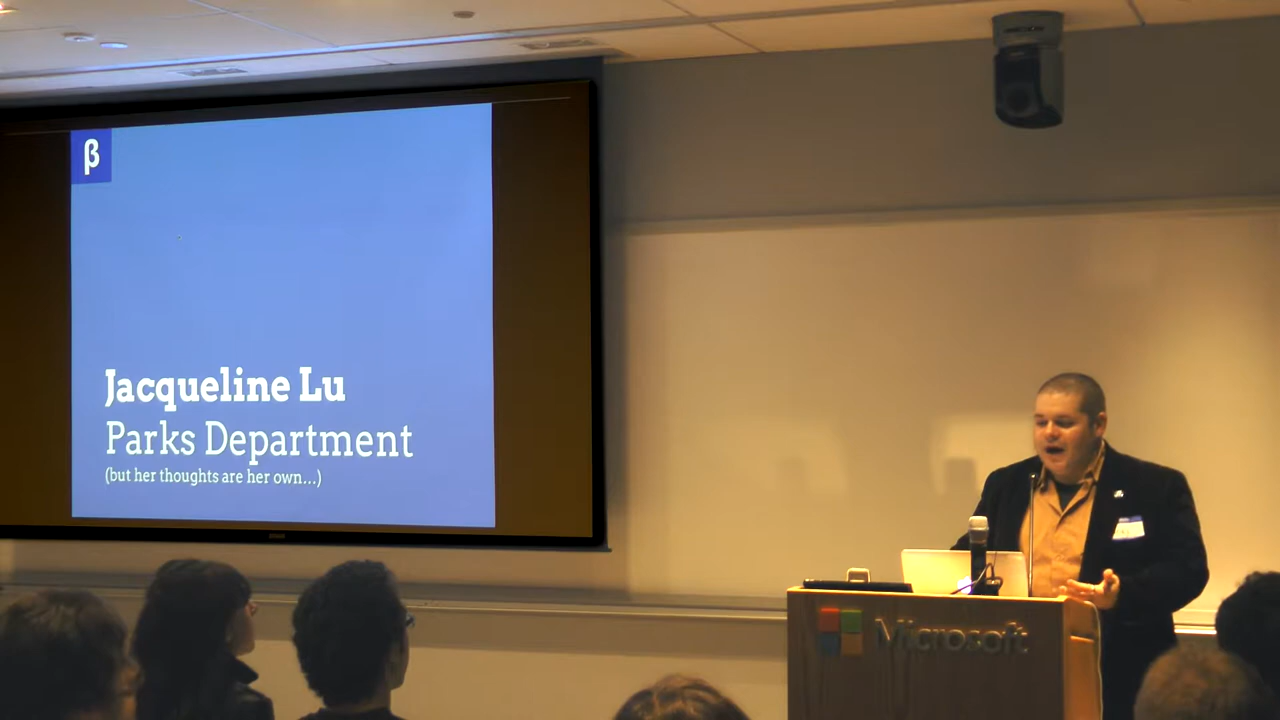 β
Jacqueline Lu
Parks Department
(but her thoughts are her own...)
Microsoft